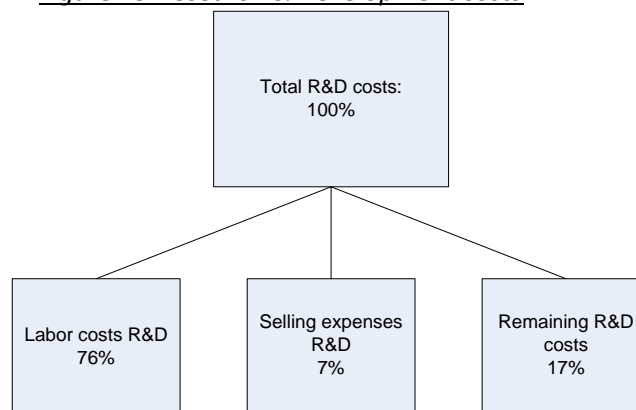 Total R&D costs:
100%
Labor costs R&D
76%
Selling expenses
R&D
7%
Remaining R&D
costs
17%